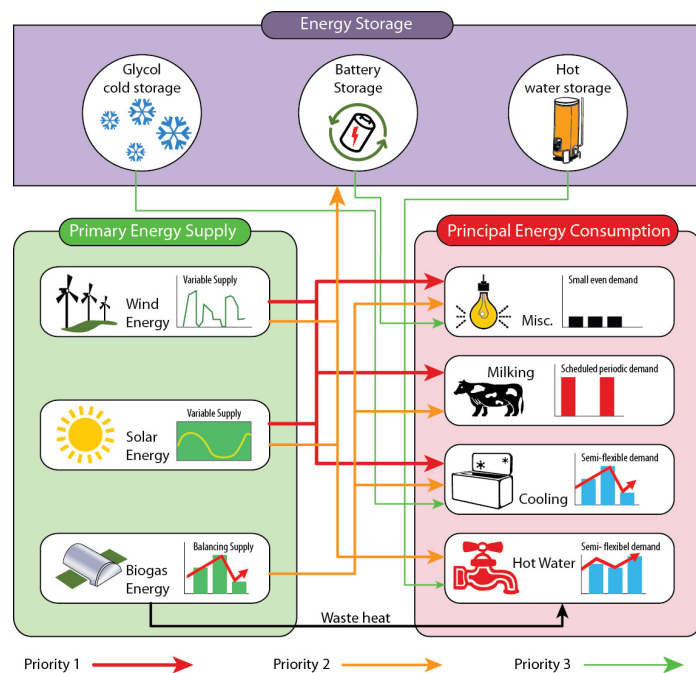 Energy Storage
Glycol
cold storage
Battery
Storage
Hot
water storage
Primary Energy Supply
Principal Energy Consumption
Wind
Energy
Variable Supply
Small even demand
Misc.
Milking
Scheduled periodic demand
Solar
Energy
Variable Supply
Semi-flexible demand
Cooling
Biogas
Energy
Balancing Supply
Hot Water
Semi- flexibel demand
Waste heat
Priority 1
Priority 2
Priority 3